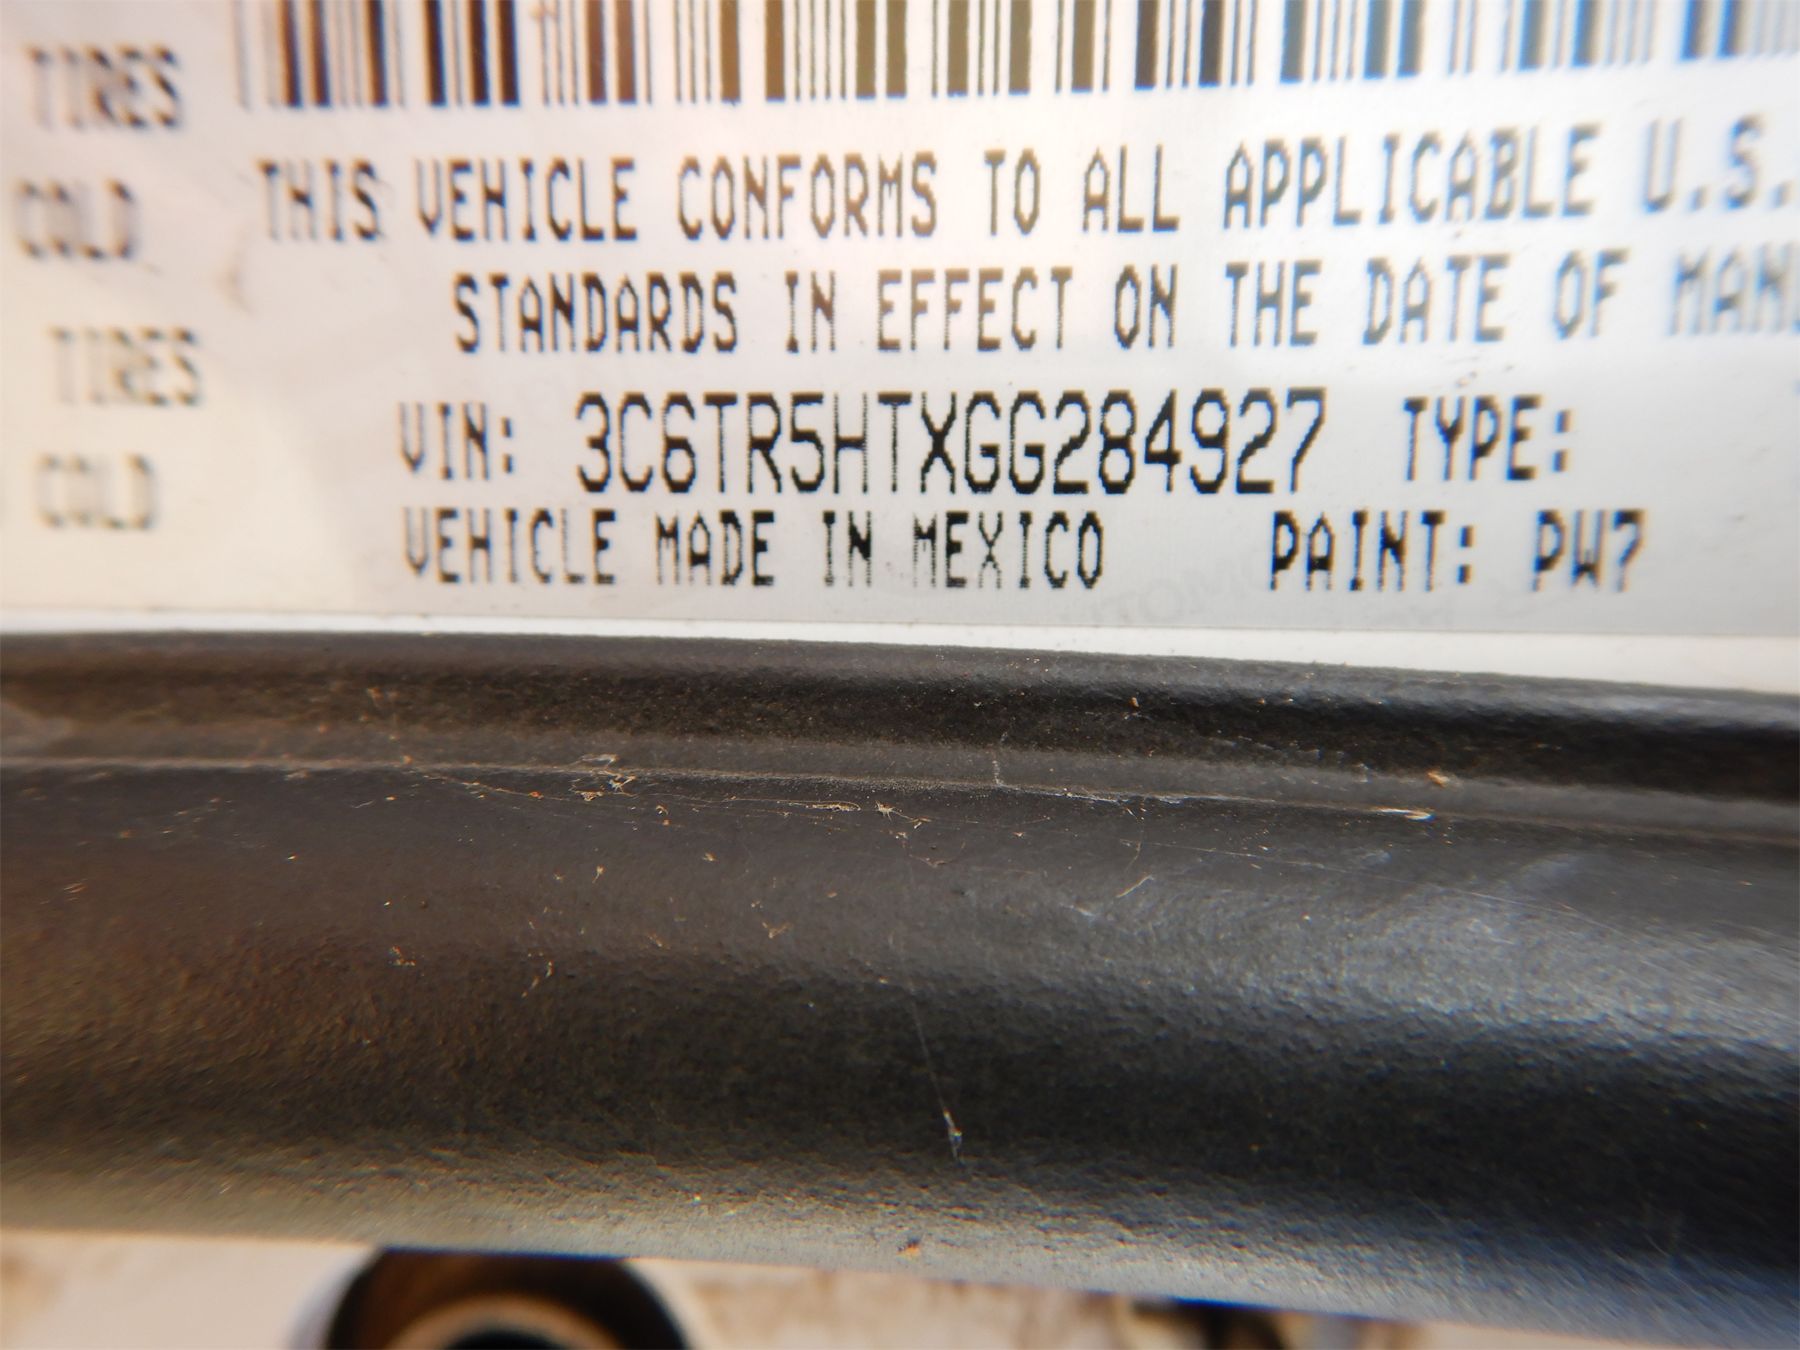 TIRES
COLD
THIS VEHICLE CONFORMS TO ALL APPLICABLE U.S.
STANDARDS IN EFFECT ON THE DATE OF MAN
TIRES
VIN: 3C6TR5HTXGG284927 TYPE:
COLD
VEHICLE MADE IN MEXICO PAINT: PW7